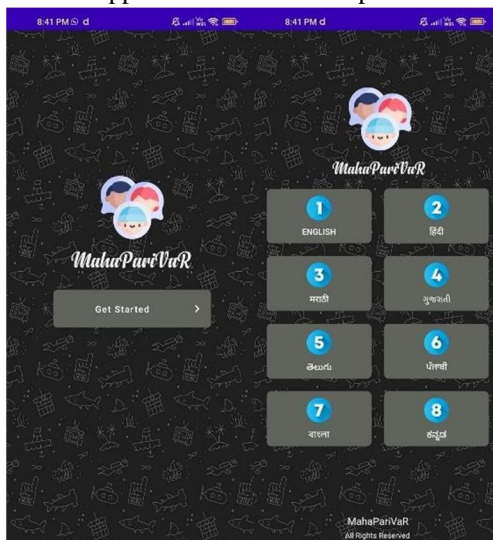 8:41 PM d
MahaPariVaR
Get Started
8:41 PM d
MahaPariVaR
1
ENGLISH
2
हिंदी
3
मराठी
4
ગુજરાતી
5
తెలుగు
6
ਪੰਜਾਬੀ
7
বাংলা
8
ಕನ್ನಡ
MahaPariVaR
All Rights Reserved